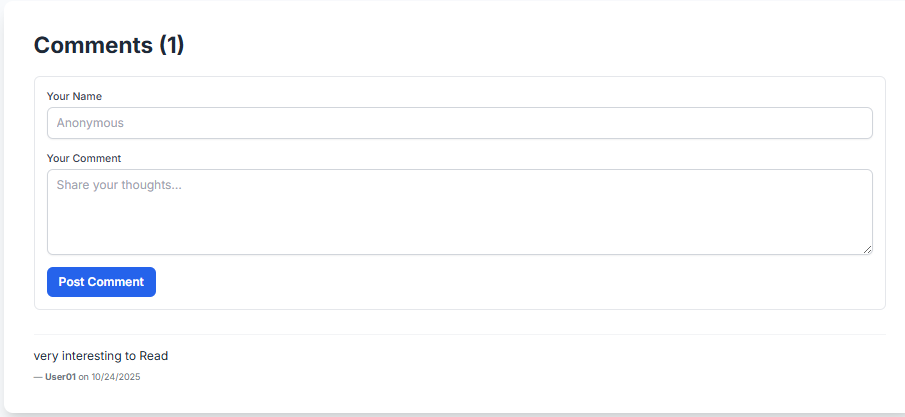 Comments (1)
Your Name
Anonymous
Your Comment
Share your thoughts...
Post Comment
very interesting to Read
— User01 on 10/24/2025